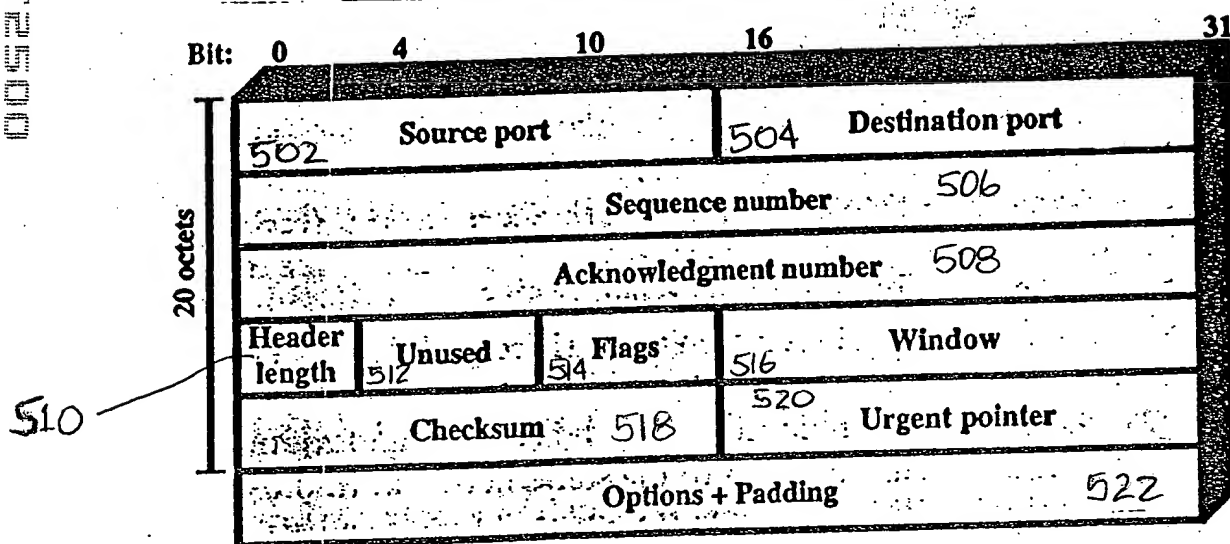 Bit: 0 4 10 16 31
Source port 502 504 Destination port
Sequence number 506
Acknowledgment number 508
20 octets
Header length 510 Unused 512 Flags 514 516 Window
Checksum 518 520 Urgent pointer
Options + Padding 522